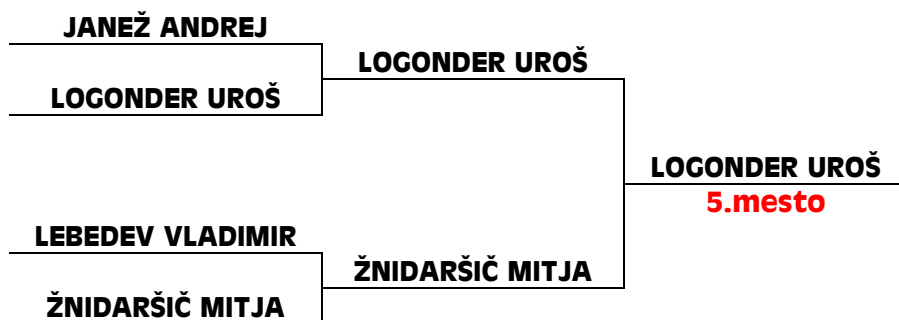 JANEŽ ANDREJ
LOGONDER UROŠ
LOGONDER UROŠ
LOGONDER UROŠ
5.mesto
LEBEDEV VLADIMIR
ŽNIDARŠIČ MITJA
ŽNIDARŠIČ MITJA